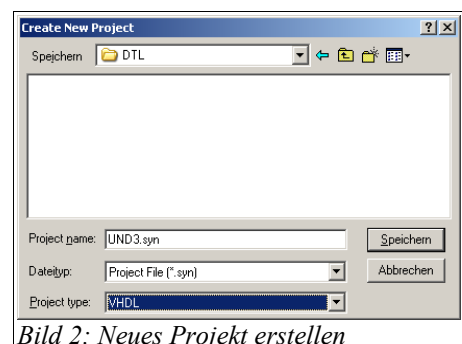 Create New Project
Speichern DTL
Project name: UND3.syn Speichern
Dateityp: Project File (*.syn) Abbrechen
Project type: VHDL
Bild 2: Neues Projekt erstellen